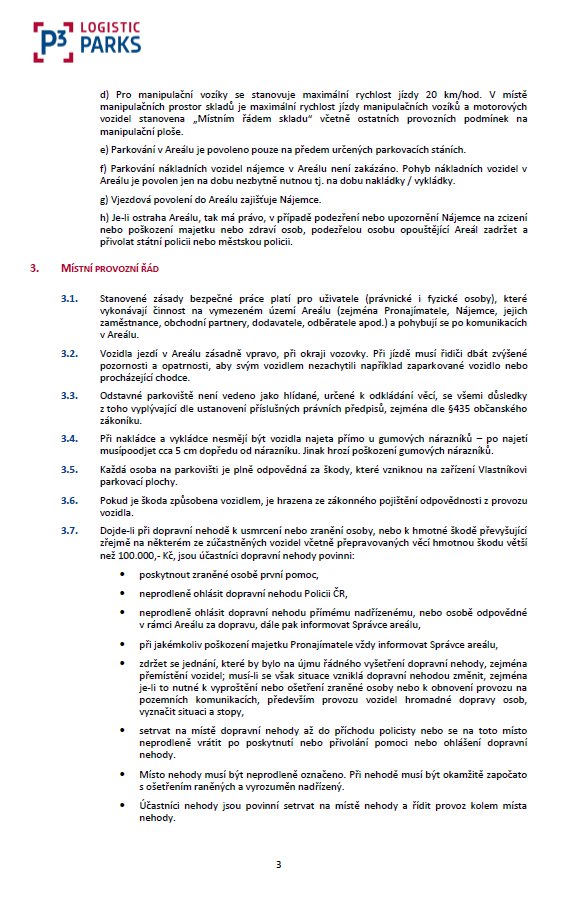 P3 LOGISTIC
PARKS
d) Pro manipulační vozíky se stanovuje maximální rychlost jízdy 20 km/hod. V místě
manipulačních prostor skladů je maximální rychlost jízdy manipulačních vozíků a motorových
vozidel stanovena „Místním řádem skladu“ včetně ostatních provozních podmínek na
manipulační ploše.
e) Parkování v Areálu je povoleno pouze na předem určených parkovacích stáních.
f) Parkování nákladních vozidel nájemce v Areálu není zakázáno. Pohyb nákladních vozidel v
Areálu je povolen jen na dobu nezbytně nutnou tj. na dobu nakládky / vykládky.
g) Vjezdová povolení do Areálu zajišťuje Nájemce.
h) Je-li ostraha Areálu, tak má právo, v případě podezření nebo upozornění Nájemce na zcizení
nebo poškození majetku nebo zdraví osob, podezřelou osobu opouštějící Areál zadržet a
přivolat státní policii nebo městskou policii.
3. MÍSTNÍ PROVOZNÍ ŘÁD
3.1. Stanovené zásady bezpečné práce platí pro uživatele (právnické i fyzické osoby), které
vykonávají činnost na vymezeném území Areálu (zejména Pronajímatele, Nájemce, jejich
zaměstnance, obchodní partnery, dodavatele, odběratele apod.) a pohybují se po komunikacích
v Areálu.
3.2. Vozidla jezdí v Areálu zásadně vpravo, při okraji vozovky. Při jízdě musí řidiči dbát zvýšené
pozornosti a opatrnosti, aby svým vozidlem nezachytili například zaparkované vozidlo nebo
procházející chodce.
3.3. Odstavné parkoviště není vedeno jako hlídané, určené k odkládání věcí, se všemi důsledky
z toho vyplývající dle ustanovení příslušných právních předpisů, zejména dle §435 občanského
zákoníku.
3.4. Při nakládce a vykládce nesmějí být vozidla najeta přímo u gumových nárazníků – po najetí
musípoodjet cca 5 cm dopředu od nárazníku. Jinak hrozí poškození gumových nárazníků.
3.5. Každá osoba na parkovišti je plně odpovědná za škody, které vzniknou na zařízení Vlastníkovi
parkovací plochy.
3.6. Pokud je škoda způsobena vozidlem, je hrazena ze zákonného pojištění odpovědnosti z provozu
vozidla.
3.7. Dojde-li při dopravní nehodě k usmrcení nebo zranění osoby, nebo k hmotné škodě převyšující
zřejmě na některém ze zúčastněných vozidel včetně přepravovaných věcí hmotnou škodu větší
než 100.000,- Kč, jsou účastníci dopravní nehody povinni:
• poskytnout zraněné osobě první pomoc,
• neprodleně ohlásit dopravní nehodu Policii ČR,
• neprodleně ohlásit dopravní nehodu přímému nadřízenému, nebo osobě odpovědné
v rámci Areálu za dopravu, dále pak informovat Správce areálu,
• při jakémkoliv poškození majetku Pronajímatele vždy informovat Správce areálu,
• zdržet se jednání, které by bylo na újmu řádného vyšetření dopravní nehody, zejména
přemístění vozidel; musí-li se však situace vzniklá dopravní nehodou změnit, zejména
je-li to nutné k vyproštění nebo ošetření zraněné osoby nebo k obnovení provozu na
pozemních komunikacích, především provozu vozidel hromadné dopravy osob,
vyznačit situaci a stopy,
• setrvat na místě dopravní nehody až do příchodu policisty nebo se na toto místo
neprodleně vrátit po poskytnutí nebo přivolání pomoci nebo ohlášení dopravní
nehody.
• Místo nehody musí být neprodleně označeno. Při nehodě musí být okamžitě započato
s ošetřením raněných a vyrozumět nadřízený.
• Účastníci nehody jsou povinní setrvat na místě nehody a řídit provoz kolem místa
nehody.
3